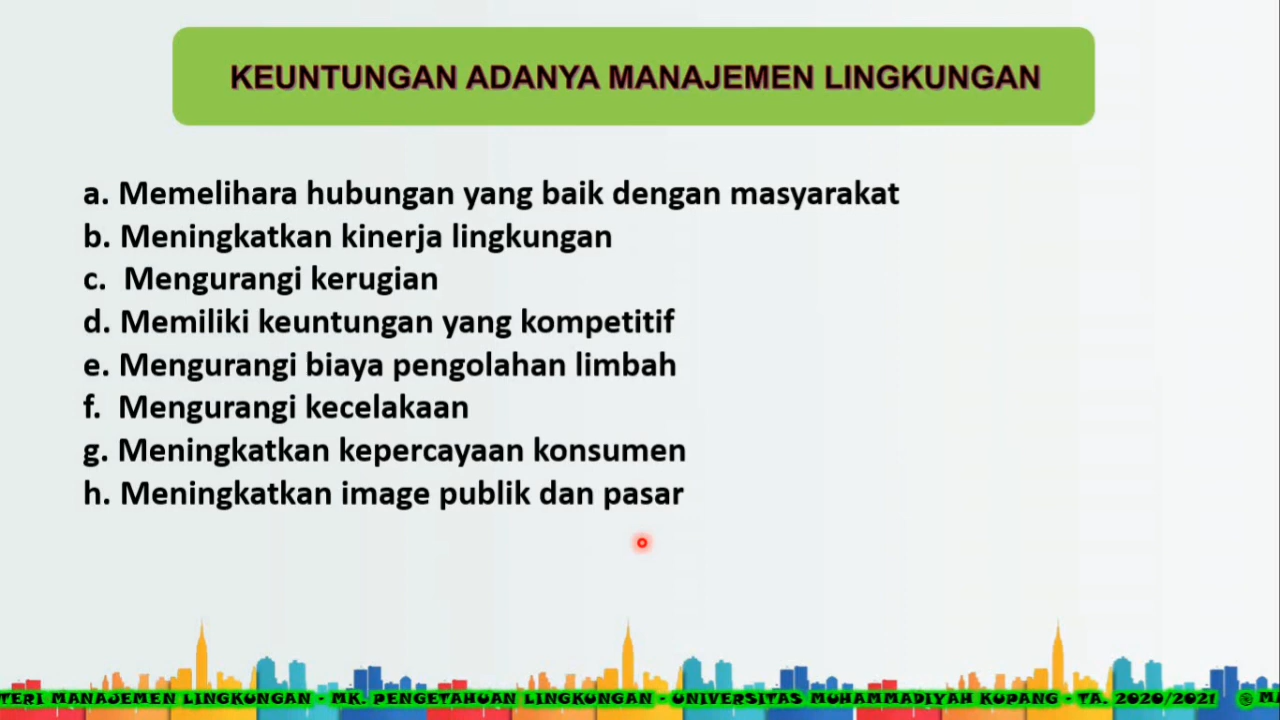 KEUNTUNGAN ADANYA MANAJEMEN LINGKUNGAN
a. Memelihara hubungan yang baik dengan masyarakat
b. Meningkatkan kinerja lingkungan
c. Mengurangi kerugian
d. Memiliki keuntungan yang kompetitif
e. Mengurangi biaya pengolahan limbah
f. Mengurangi kecelakaan
g. Meningkatkan kepercayaan konsumen
h. Meningkatkan image publik dan pasar
TERI MANAJEMEN LINGKUNGAN - MK. PENGETAHUAN LINGKUNGAN - UNIVERSITAS MUHAMMADIYAH KUPANG - TA. 2020/2021 © MA